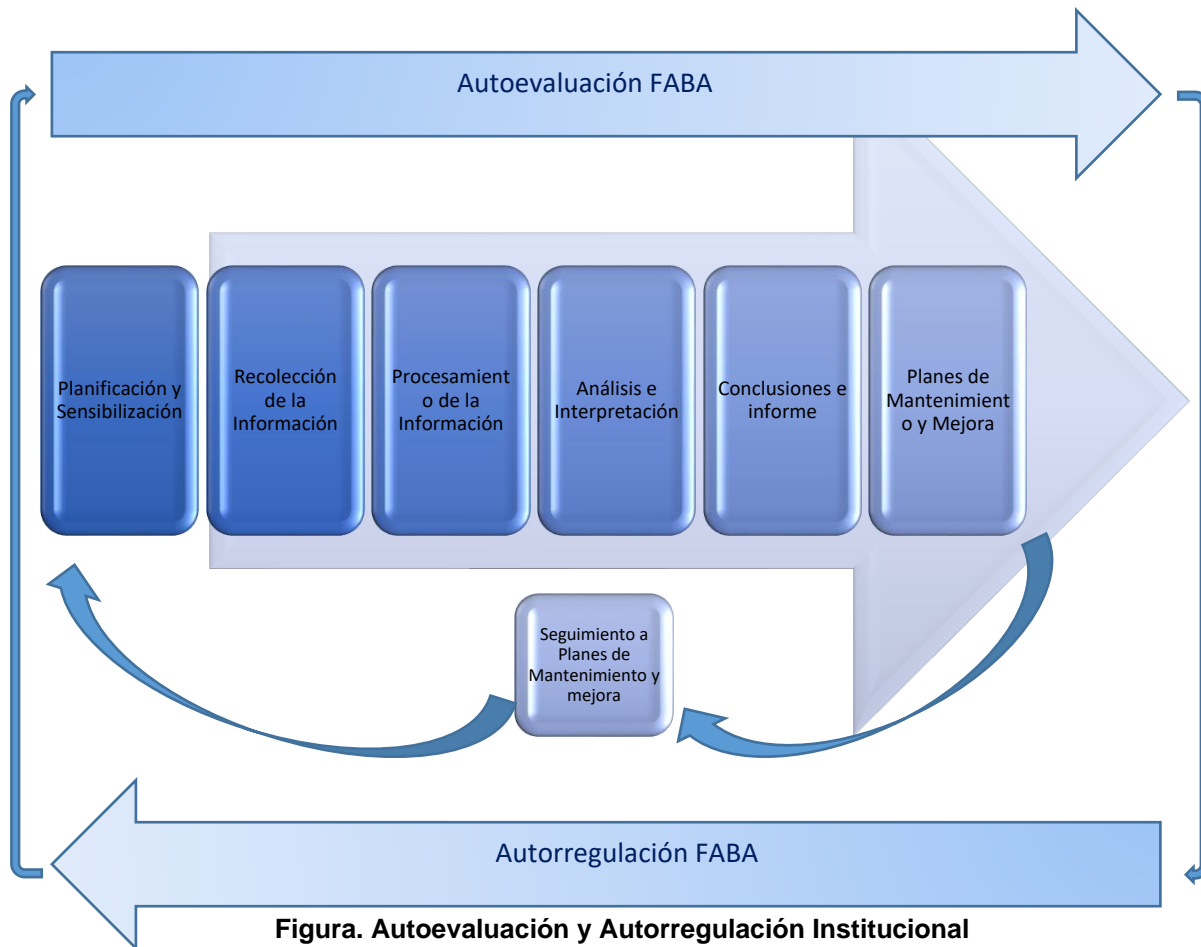 Autoevaluación FABA
Planificación y
Sensibilización
Recolección
de la
Información
Procesamient
o de la
Información
Análisis e
Interpretación
Conclusiones e
informe
Planes de
Mantenimient
o y Mejora
Seguimiento a
Planes de
Mantenimiento y
mejora
Autorregulación FABA
Figura. Autoevaluación y Autorregulación Institucional